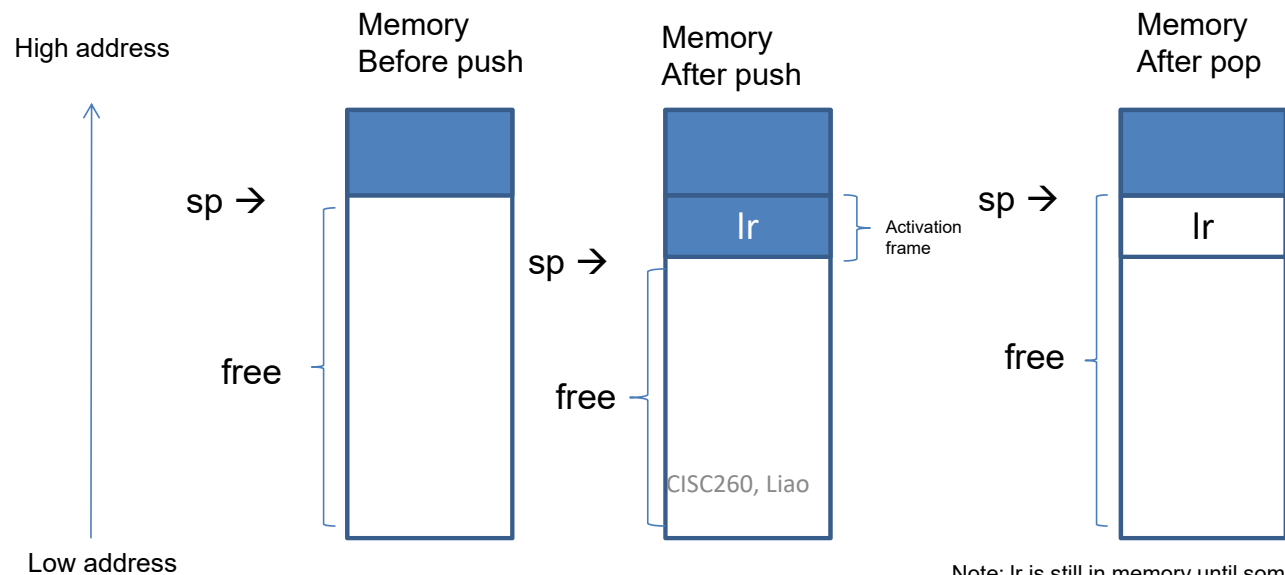 High address
Memory
Before push
Memory
After push
Memory
After pop
sp →
sp →
sp →
lr
Activation
frame
lr
free
free
free
CISC260, Liao
Low address
Note: lr is still in memory until som